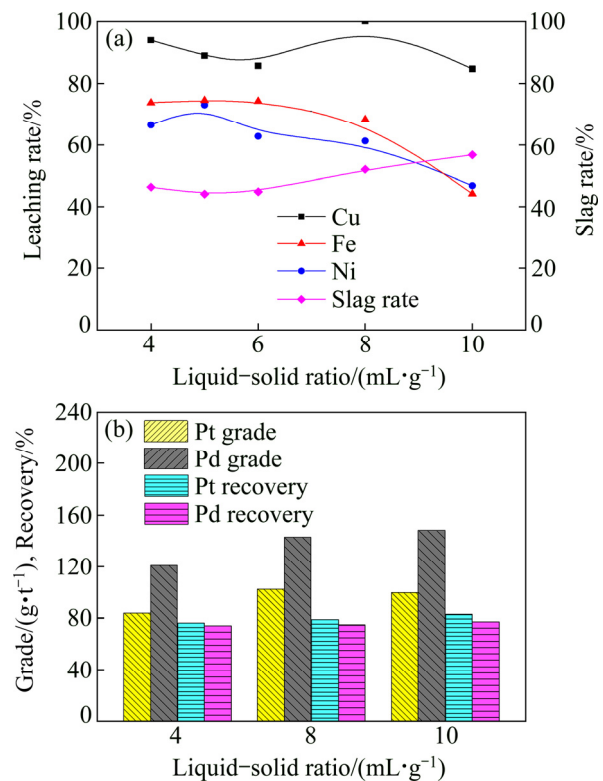 (a)
100
80
60
40
20
0
Leaching rate/%
100
80
60
40
20
0
Slag rate/%
Cu
Fe
Ni
Slag rate
4 5 6 8 10
Liquid−solid ratio/(mL·g⁻¹)
(b)
240
200
160
120
80
40
0
Grade/(g·t⁻¹), Recovery/%
Pt grade
Pd grade
Pt recovery
Pd recovery
4 8 10
Liquid−solid ratio/(mL·g⁻¹)